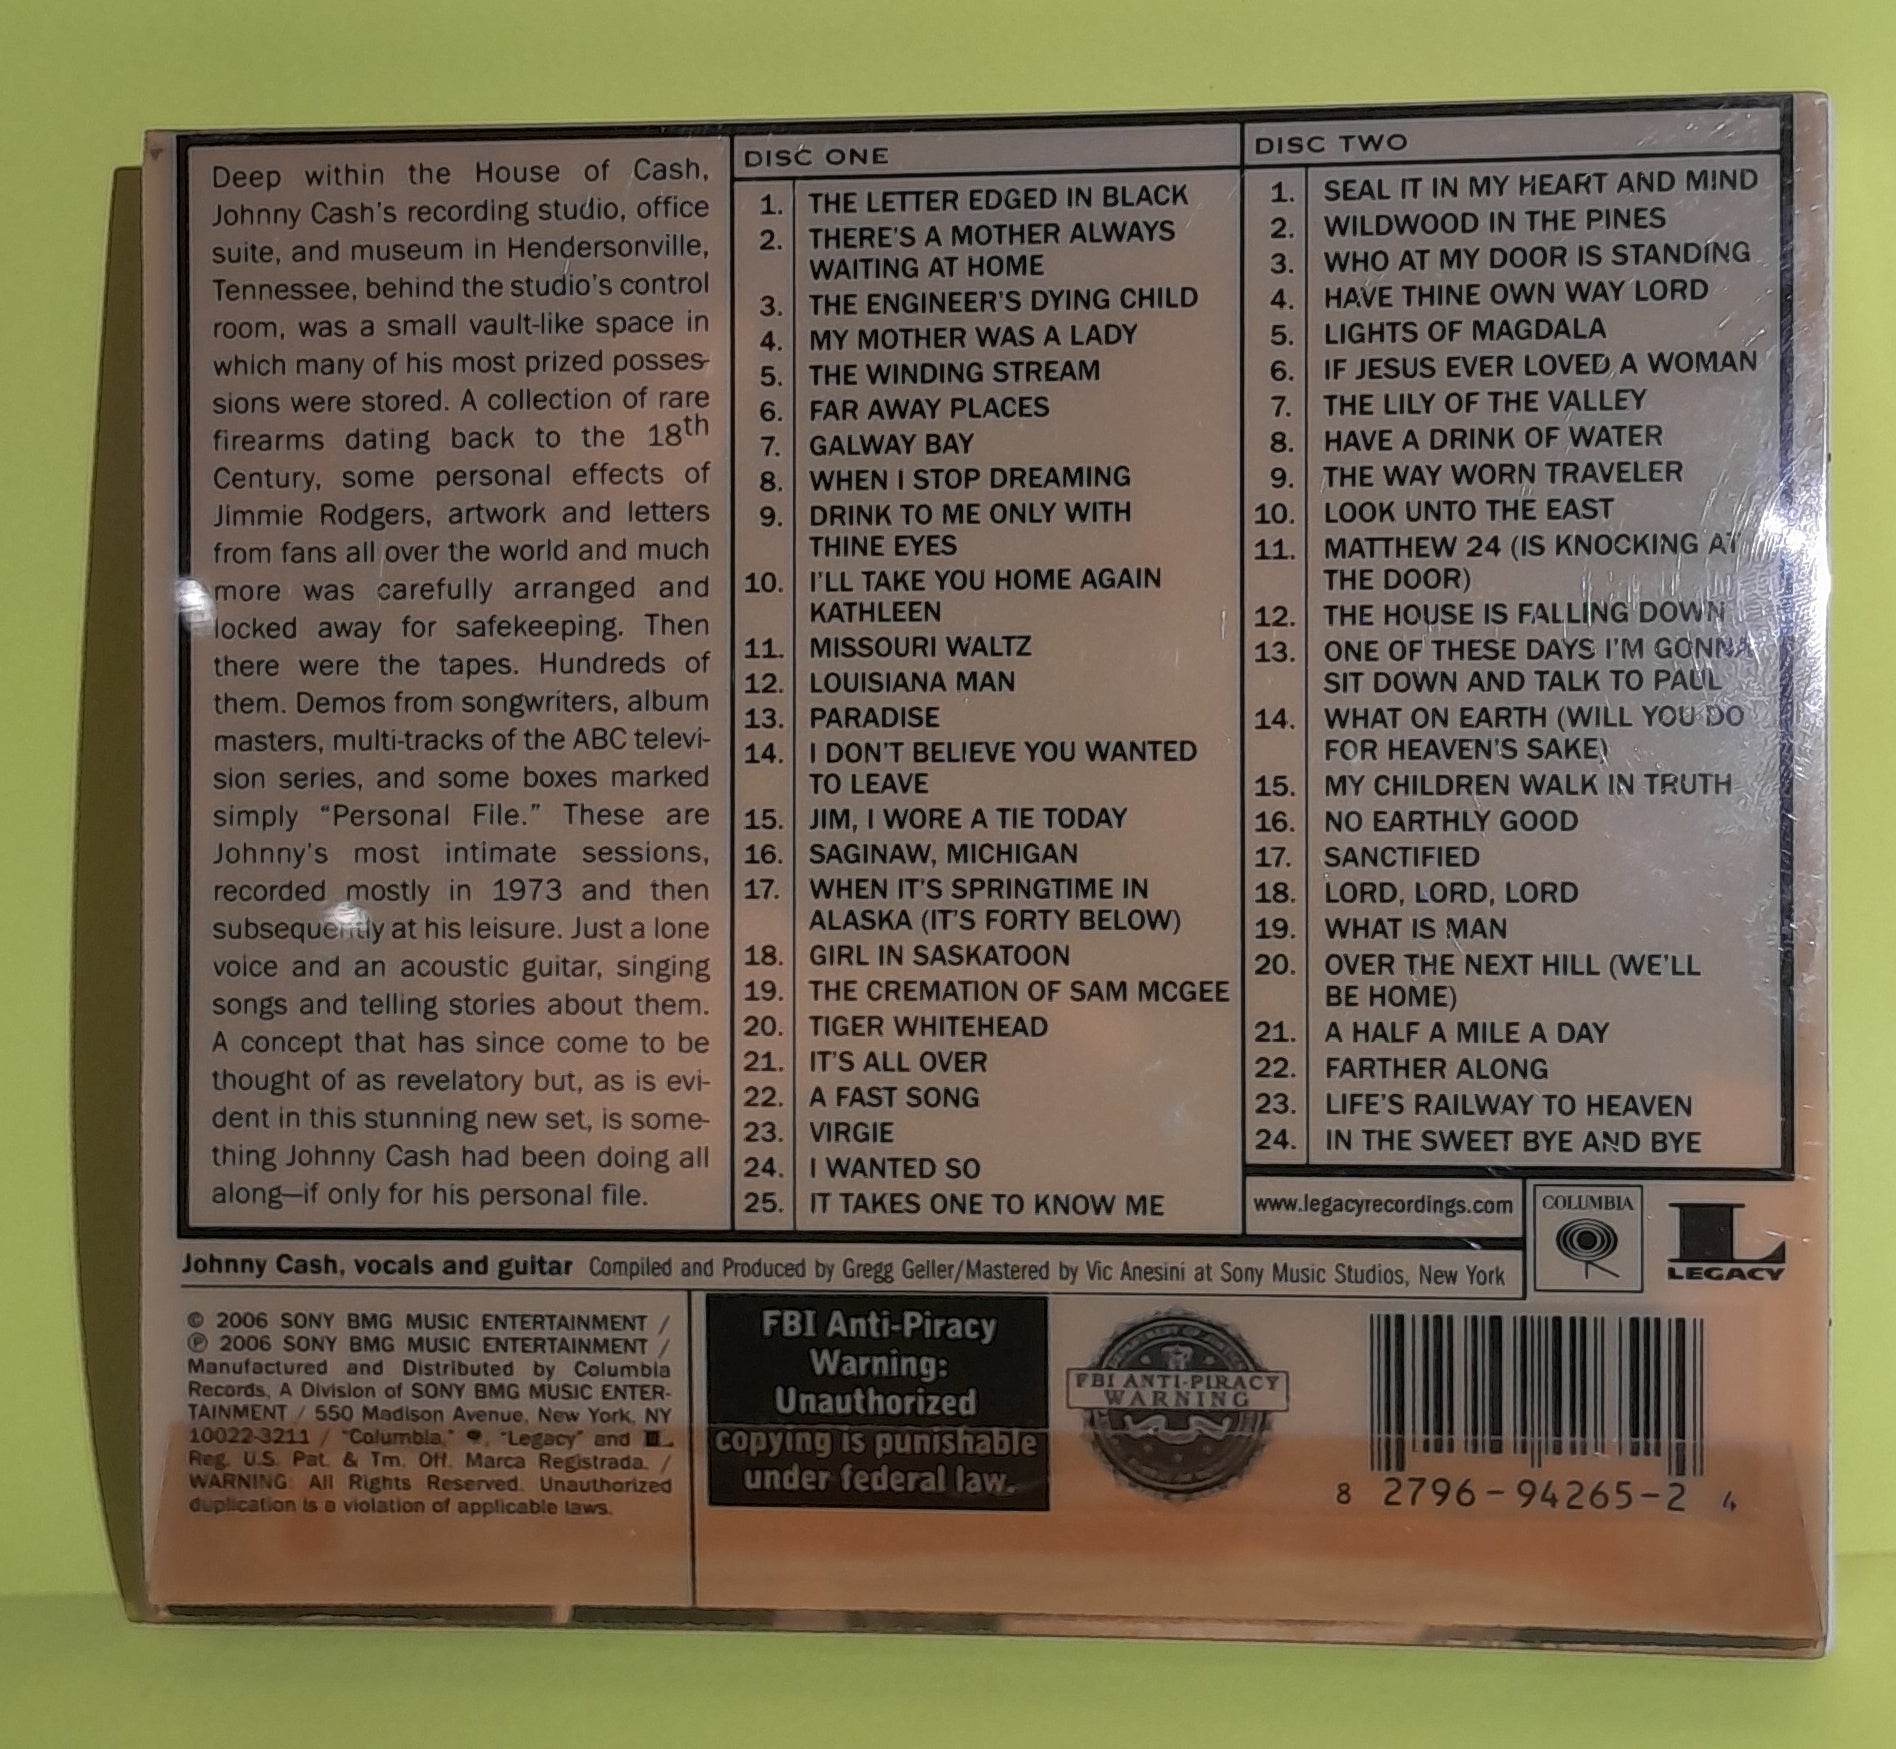 Deep within the House of Cash,
Johnny Cash's recording studio, office
suite, and museum in Hendersonville,
Tennessee, behind the studio's control
room, was a small vault-like space in
which many of his most prized posses-
sions were stored. A collection of rare
firearms dating back to the 18th
Century, some personal effects of
Jimmie Rodgers, artwork and letters
from fans all over the world and much
more was carefully arranged and
locked away for safekeeping. Then
there were the tapes. Hundreds of
them. Demos from songwriters, album
masters, multi-tracks of the ABC televi-
sion series, and some boxes marked
simply “Personal File.” These are
Johnny's most intimate sessions,
recorded mostly in 1973 and then
subsequently at his leisure. Just a lone
voice and an acoustic guitar, singing
songs and telling stories about them.
A concept that has since come to be
thought of as revelatory but, as is evi-
dent in this stunning new set, is some-
thing Johnny Cash had been doing all
along—if only for his personal file.
DISC ONE
1. THE LETTER EDGED IN BLACK
2. THERE'S A MOTHER ALWAYS
WAITING AT HOME
3. THE ENGINEER'S DYING CHILD
4. MY MOTHER WAS A LADY
5. THE WINDING STREAM
6. FAR AWAY PLACES
7. GALWAY BAY
8. WHEN I STOP DREAMING
9. DRINK TO ME ONLY WITH
THINE EYES
10. I'LL TAKE YOU HOME AGAIN
KATHLEEN
11. MISSOURI WALTZ
12. LOUISIANA MAN
13. PARADISE
14. I DON'T BELIEVE YOU WANTED
TO LEAVE
15. JIM, I WORE A TIE TODAY
16. SAGINAW, MICHIGAN
17. WHEN IT'S SPRINGTIME IN
ALASKA (IT'S FORTY BELOW)
18. GIRL IN SASKATOON
19. THE CREMATION OF SAM MCGEE
20. TIGER WHITEHEAD
21. IT'S ALL OVER
22. A FAST SONG
23. VIRGIE
24. I WANTED SO
25. IT TAKES ONE TO KNOW ME
DISC TWO
1. SEAL IT IN MY HEART AND MIND
2. WILDWOOD IN THE PINES
3. WHO AT MY DOOR IS STANDING
4. HAVE THINE OWN WAY LORD
5. LIGHTS OF MAGDALA
6. IF JESUS EVER LOVED A WOMAN
7. THE LILY OF THE VALLEY
8. HAVE A DRINK OF WATER
9. THE WAY WORN TRAVELER
10. LOOK UNTO THE EAST
11. MATTHEW 24 (IS KNOCKING AT
THE DOOR)
12. THE HOUSE IS FALLING DOWN
13. ONE OF THESE DAYS I'M GONNA
SIT DOWN AND TALK TO PAUL
14. WHAT ON EARTH (WILL YOU DO
FOR HEAVEN'S SAKE)
15. MY CHILDREN WALK IN TRUTH
16. NO EARTHLY GOOD
17. SANCTIFIED
18. LORD, LORD, LORD
19. WHAT IS MAN
20. OVER THE NEXT HILL (WE'LL
BE HOME)
21. A HALF A MILE A DAY
22. FARTHER ALONG
23. LIFE'S RAILWAY TO HEAVEN
24. IN THE SWEET BYE AND BYE
www.legacyrecordings.com
COLUMBIA
L
LEGACY
Johnny Cash, vocals and guitar Compiled and Produced by Gregg Geller/Mastered by Vic Anesini at Sony Music Studios, New York
© 2006 SONY BMG MUSIC ENTERTAINMENT /
℗ 2006 SONY BMG MUSIC ENTERTAINMENT /
Manufactured and Distributed by Columbia
Records, A Division of SONY BMG MUSIC ENTER-
TAINMENT / 550 Madison Avenue, New York, NY
10022-3211 / "Columbia," , "Legacy" and L
Reg. U.S. Pat. & Tm. Off. Marca Registrada. /
WARNING: All Rights Reserved. Unauthorized
duplication is a violation of applicable laws.
FBI Anti-Piracy
Warning:
Unauthorized
copying is punishable
under federal law.
FBI ANTI-PIRACY
WARNING
8 2796-94265-2 4